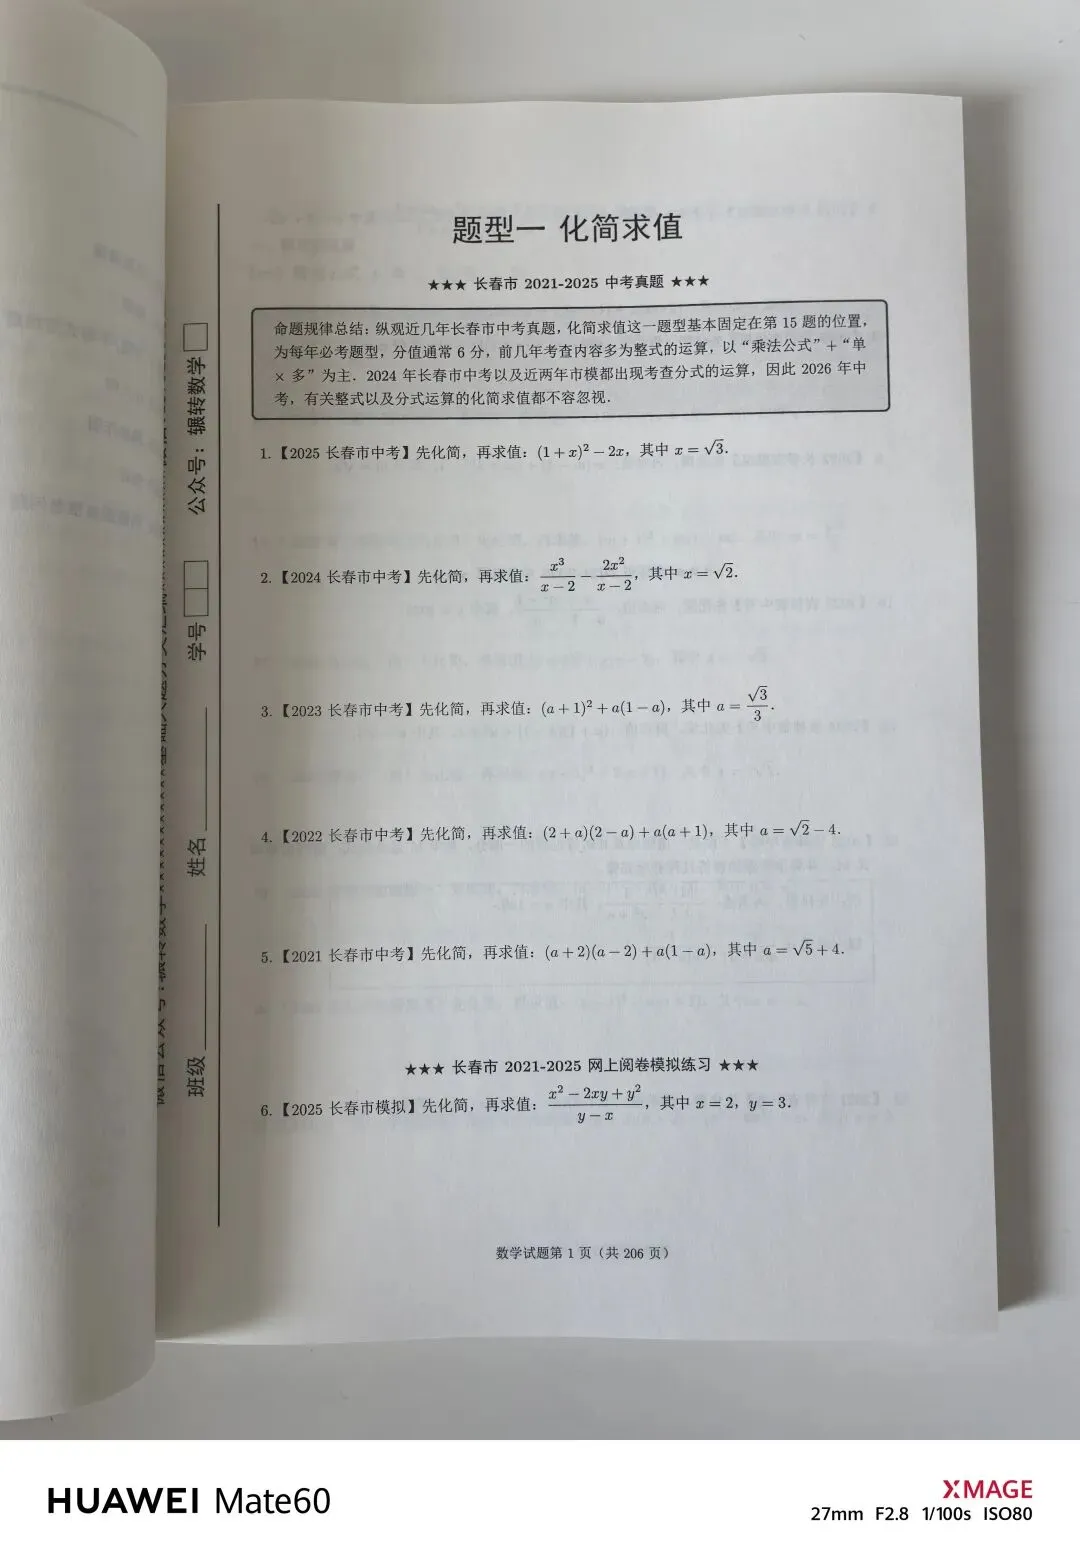 题型一 化简求值
★★★ 长春市 2021-2025 中考真题 ★★★
命题规律总结：纵观近几年长春市中考真题，化简求值这一题型基本固定在第 15 题的位置，
为每年必考题型，分值通常 6 分，前几年考查内容多为整式的运算，以“乘法公式”+“单
× 多”为主．2024 年长春市中考以及近两年市模都出现考查分式的运算，因此 2026 年中
考，有关整式以及分式运算的化简求值都不容忽视．
1.【2025 长春市中考】先化简，再求值：(1+x)² − 2x，其中 x = √3.
2.【2024 长春市中考】先化简，再求值：x³/(x−2) − 2x²/(x−2)，其中 x = √2.
3.【2023 长春市中考】先化简，再求值：(a+1)² + a(1−a)，其中 a = √3/3.
4.【2022 长春市中考】先化简，再求值：(2+a)(2−a) + a(a+1)，其中 a = √2 − 4.
5.【2021 长春市中考】先化简，再求值：(a+2)(a−2) + a(1−a)，其中 a = √5 + 4.
★★★ 长春市 2021-2025 网上阅卷模拟练习 ★★★
6.【2025 长春市模拟】先化简，再求值：(x² − 2xy + y²)/(y − x)，其中 x = 2，y = 3.
数学试题第 1 页（共 206 页）
班级 姓名 学号 公众号：辗转数学
HUAWEI Mate60
XMAGE
27mm F2.8 1/100s ISO80